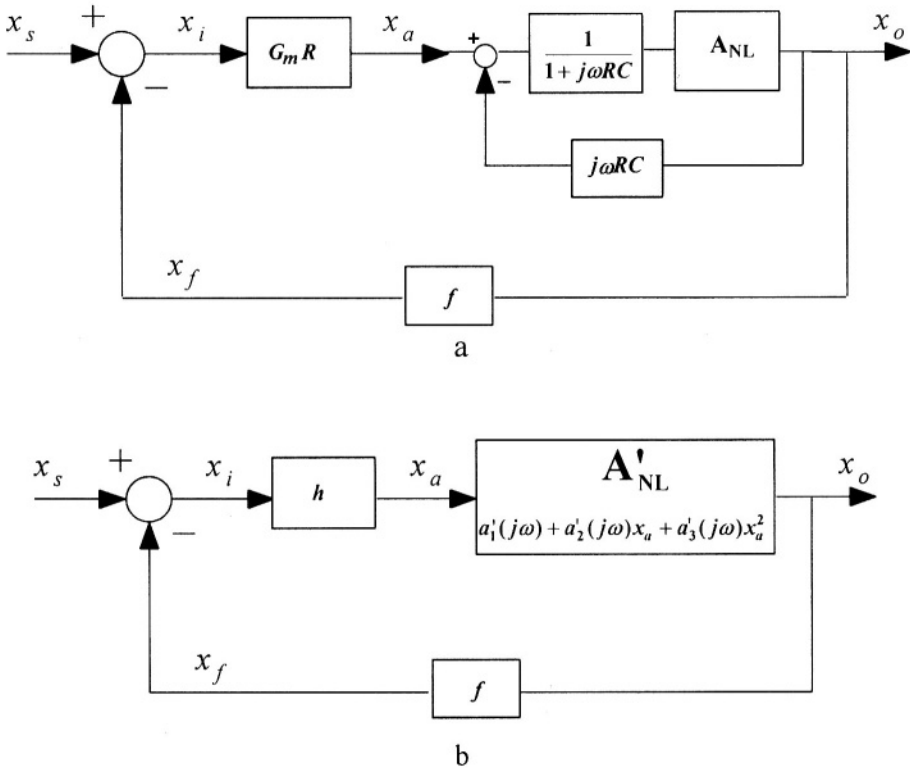 x_s + x_i G_m R x_a + 1/(1 + jωRC) A_NL x_o
− −
jωRC
x_f
f
a
x_s + x_i h x_a A'_NL x_o
a'_1(jω) + a'_2(jω)x_a + a'_3(jω)x_a^2
−
x_f
f
b